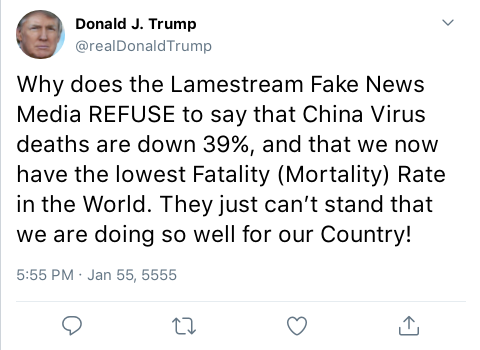 Donald J. Trump
@realDonaldTrump
Why does the Lamestream Fake News
Media REFUSE to say that China Virus
deaths are down 39%, and that we now
have the lowest Fatality (Mortality) Rate
in the World. They just can’t stand that
we are doing so well for our Country!
5:55 PM · Jan 55, 5555